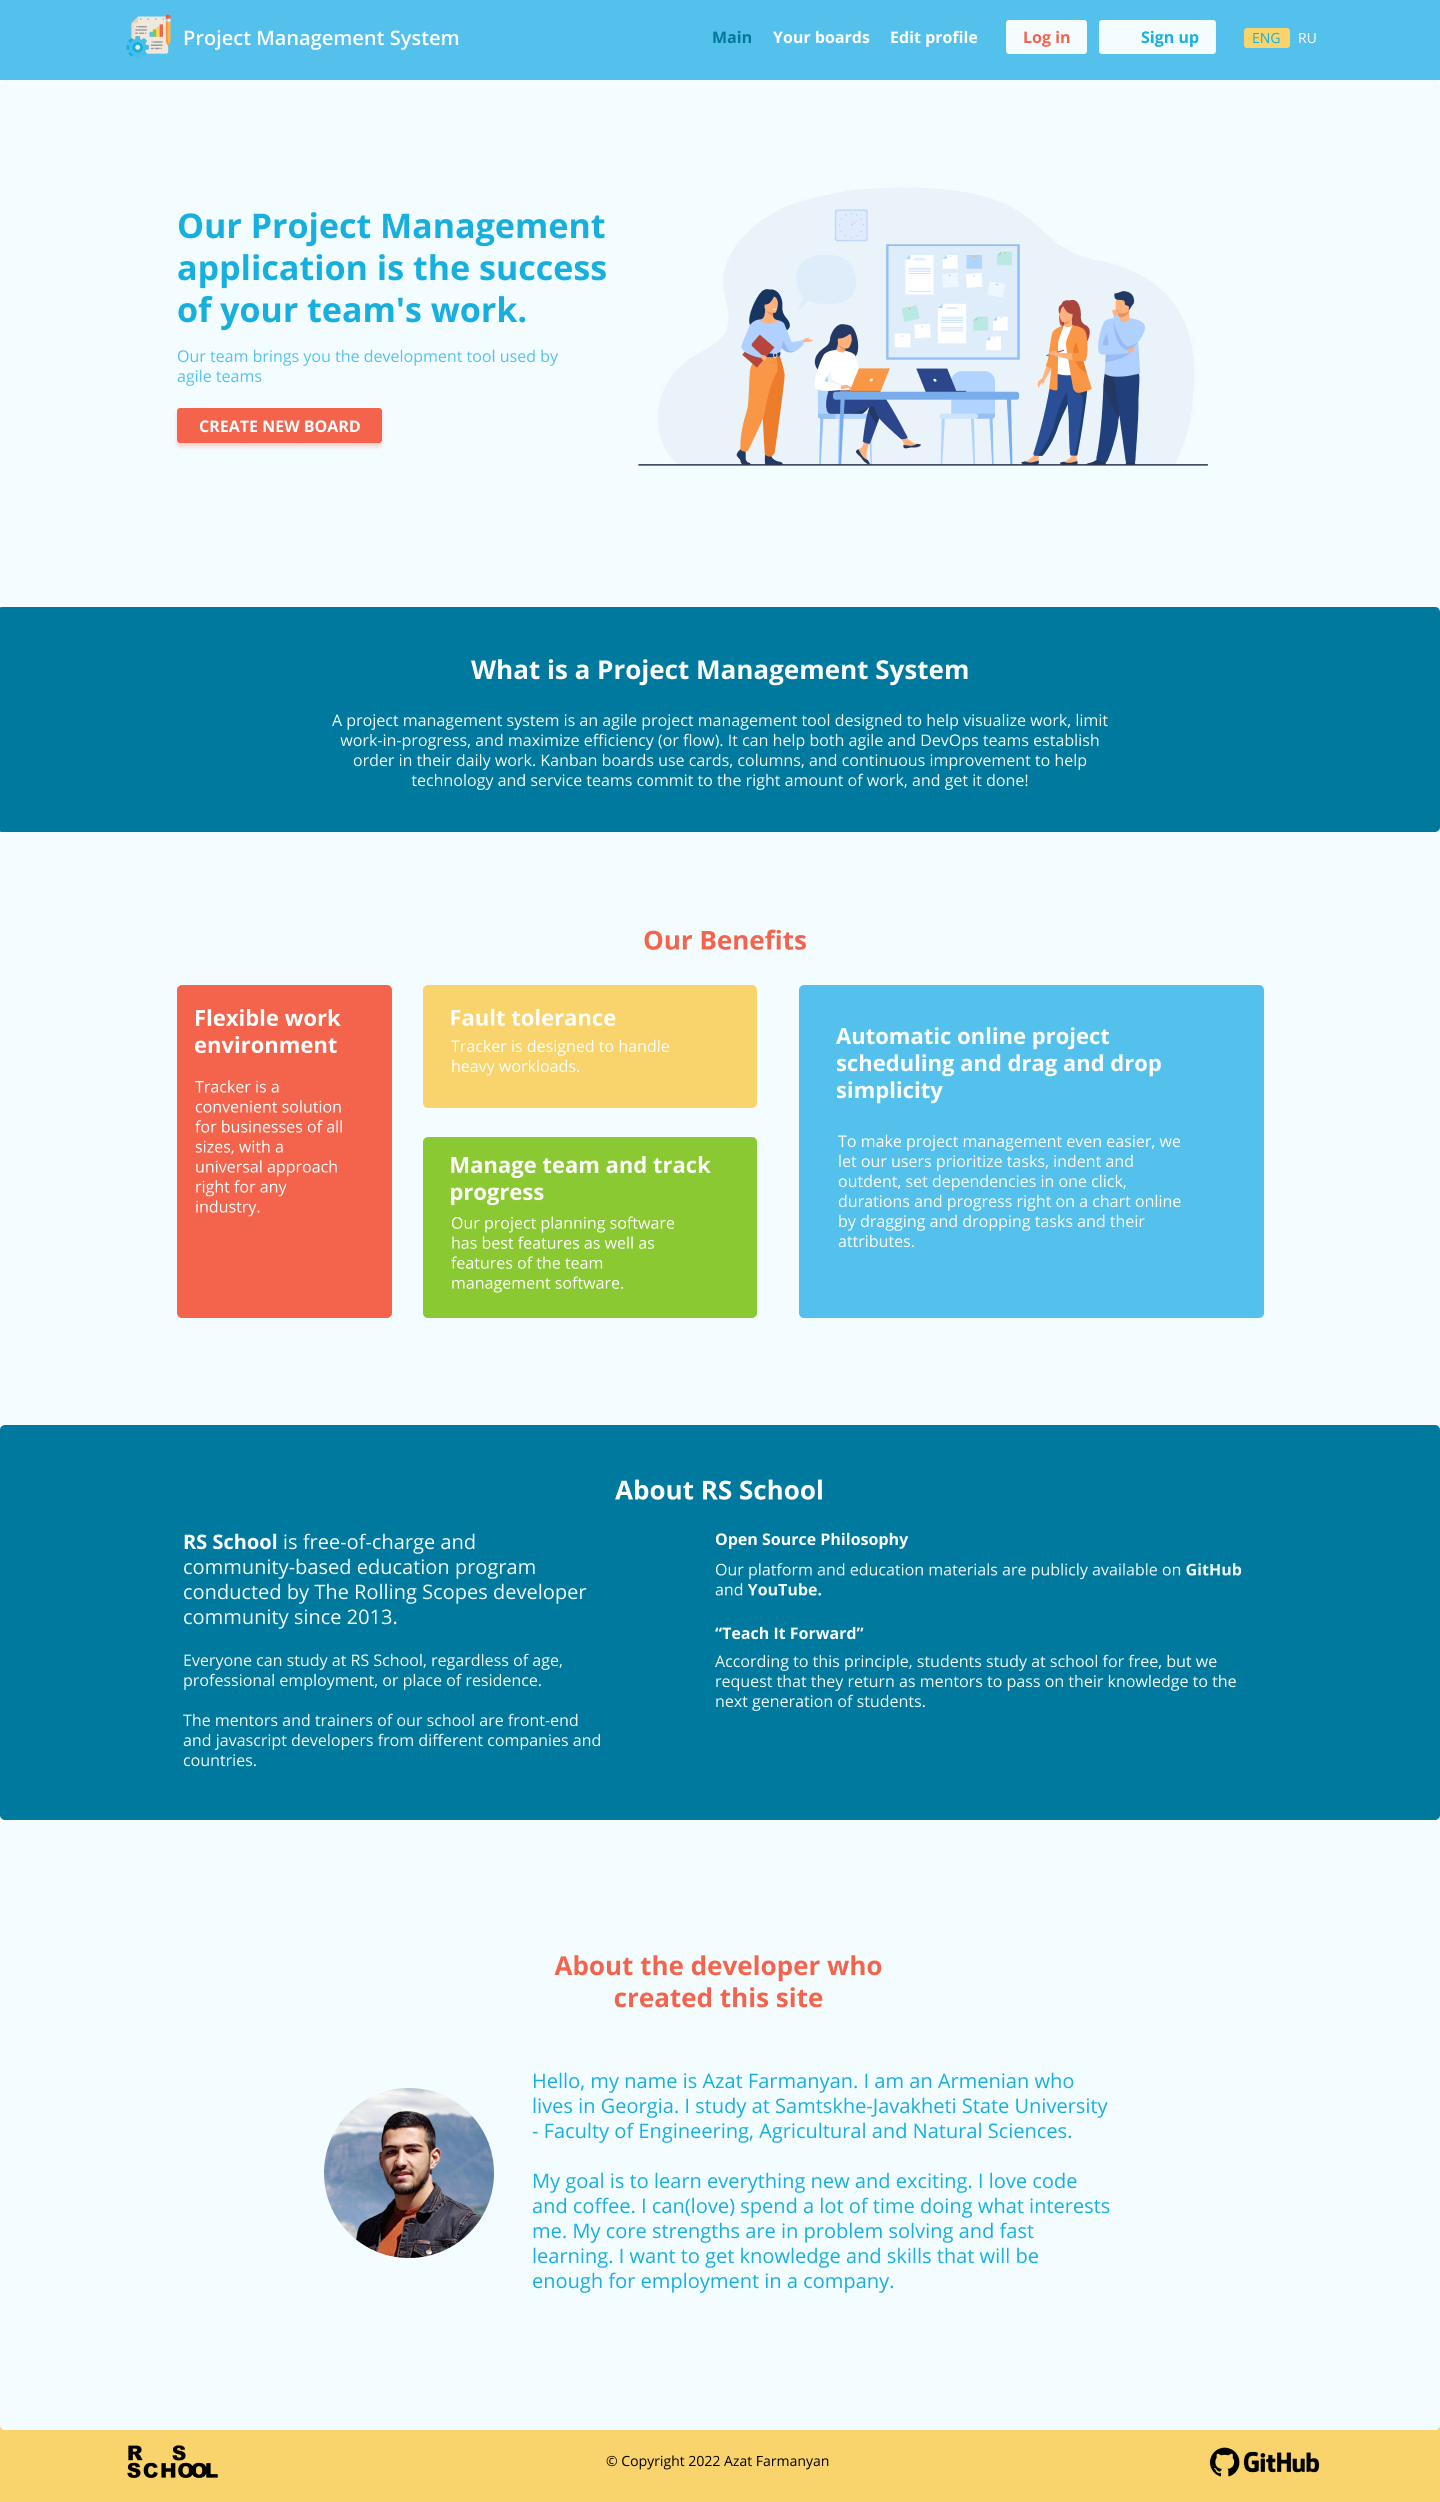 Project Management System
Main
Your boards
Edit profile
Log in
Sign up
ENG
RU
Our Project Management
application is the success
of your team's work.
Our team brings you the development tool used by
agile teams
CREATE NEW BOARD
What is a Project Management System
A project management system is an agile project management tool designed to help visualize work, limit
work-in-progress, and maximize efficiency (or flow). It can help both agile and DevOps teams establish
order in their daily work. Kanban boards use cards, columns, and continuous improvement to help
technology and service teams commit to the right amount of work, and get it done!
Our Benefits
Flexible work
environment
Tracker is a
convenient solution
for businesses of all
sizes, with a
universal approach
right for any
industry.
Fault tolerance
Tracker is designed to handle
heavy workloads.
Manage team and track
progress
Our project planning software
has best features as well as
features of the team
management software.
Automatic online project
scheduling and drag and drop
simplicity
To make project management even easier, we
let our users prioritize tasks, indent and
outdent, set dependencies in one click,
durations and progress right on a chart online
by dragging and dropping tasks and their
attributes.
About RS School
RS School is free-of-charge and
community-based education program
conducted by The Rolling Scopes developer
community since 2013.
Everyone can study at RS School, regardless of age,
professional employment, or place of residence.
The mentors and trainers of our school are front-end
and javascript developers from different companies and
countries.
Open Source Philosophy
Our platform and education materials are publicly available on GitHub
and YouTube.
“Teach It Forward”
According to this principle, students study at school for free, but we
request that they return as mentors to pass on their knowledge to the
next generation of students.
About the developer who
created this site
Hello, my name is Azat Farmanyan. I am an Armenian who
lives in Georgia. I study at Samtskhe-Javakheti State University
- Faculty of Engineering, Agricultural and Natural Sciences.
My goal is to learn everything new and exciting. I love code
and coffee. I can(love) spend a lot of time doing what interests
me. My core strengths are in problem solving and fast
learning. I want to get knowledge and skills that will be
enough for employment in a company.
R S
SCHOOL
© Copyright 2022 Azat Farmanyan
GitHub